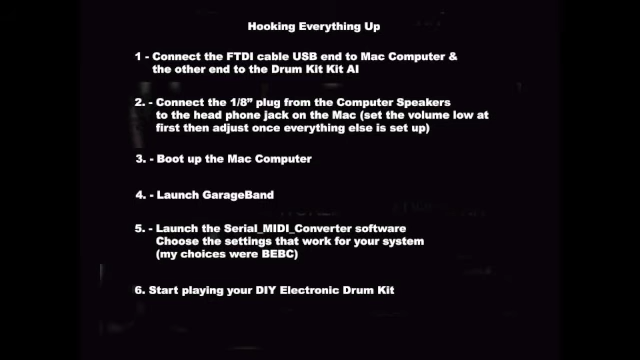 Hooking Everything Up
1 - Connect the FTDI cable USB end to Mac Computer &
the other end to the Drum Kit Kit AI
2. - Connect the 1/8” plug from the Computer Speakers
to the head phone jack on the Mac (set the volume low at
first then adjust once everything else is set up)
3. - Boot up the Mac Computer
4. - Launch GarageBand
5. - Launch the Serial_MIDI_Converter software
Choose the settings that work for your system
(my choices were BEBC)
6. Start playing your DIY Electronic Drum Kit